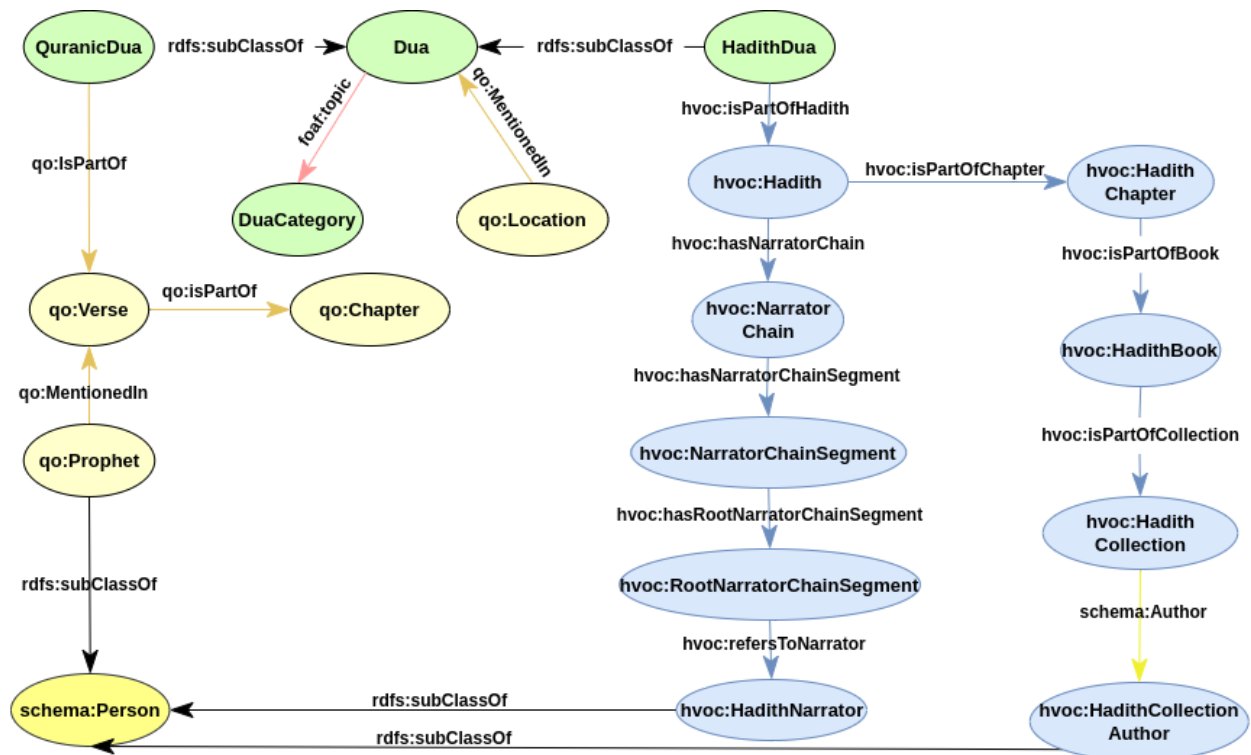 QuranicDua
rdfs:subClassOf
Dua
rdfs:subClassOf
HadithDua
foaf:topic
qo:MentionedIn
hvoc:isPartOfHadith
qo:IsPartOf
hvoc:Hadith
hvoc:isPartOfChapter
hvoc:Hadith
Chapter
DuaCategory
qo:Location
hvoc:hasNarratorChain
hvoc:isPartOfBook
qo:Verse
qo:isPartOf
qo:Chapter
hvoc:Narrator
Chain
hvoc:HadithBook
qo:MentionedIn
hvoc:hasNarratorChainSegment
hvoc:isPartOfCollection
qo:Prophet
hvoc:NarratorChainSegment
hvoc:hasRootNarratorChainSegment
hvoc:Hadith
Collection
rdfs:subClassOf
hvoc:RootNarratorChainSegment
schema:Author
hvoc:refersToNarrator
schema:Person
rdfs:subClassOf
hvoc:HadithNarrator
hvoc:HadithCollection
Author
rdfs:subClassOf